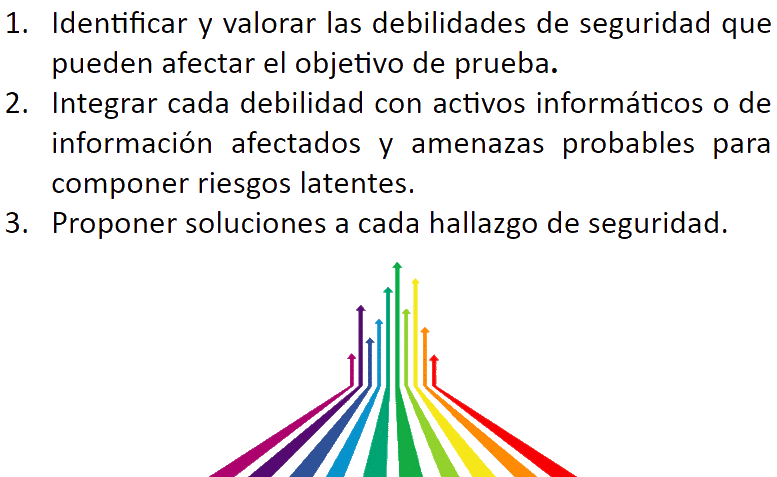 1. Identificar y valorar las debilidades de seguridad que
pueden afectar el objetivo de prueba.
2. Integrar cada debilidad con activos informáticos o de
información afectados y amenazas probables para
componer riesgos latentes.
3. Proponer soluciones a cada hallazgo de seguridad.